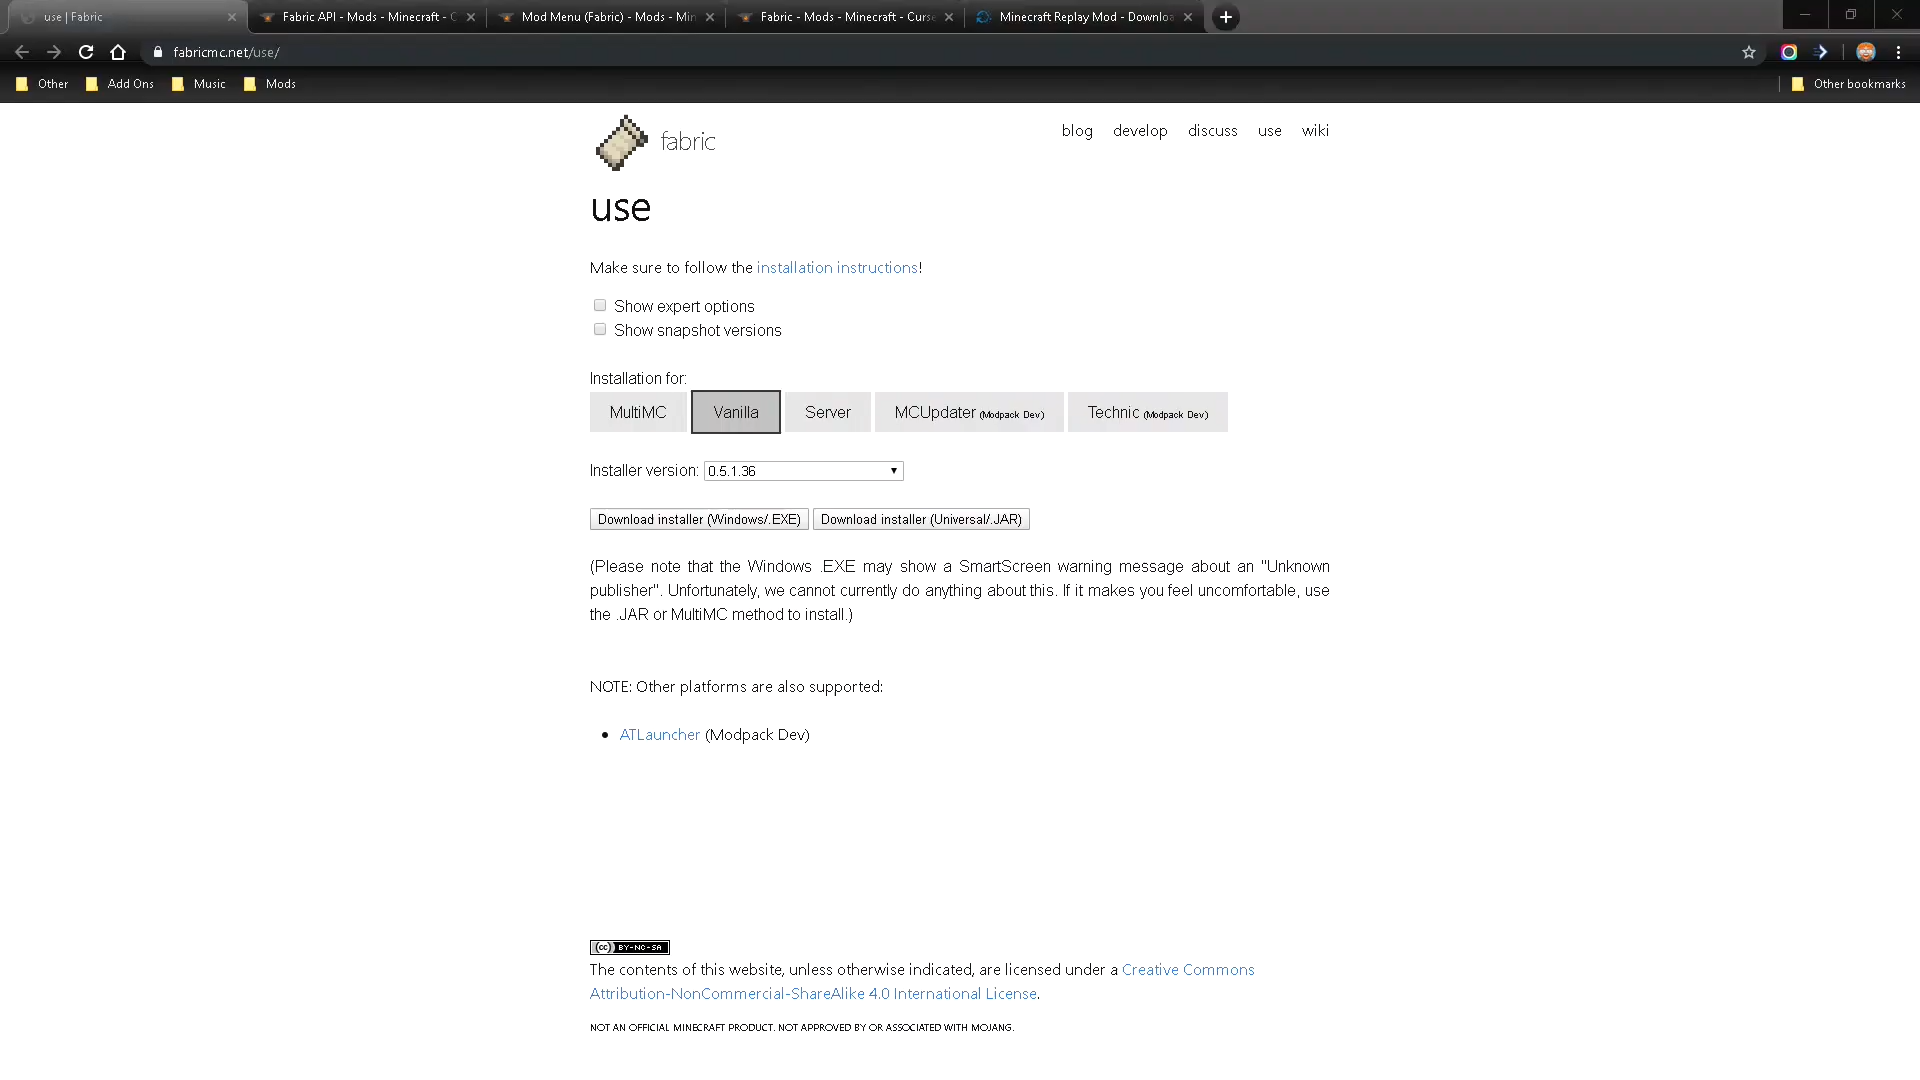 use | Fabric
Fabric API - Mods - Minecraft - C
Mod Menu (Fabric) - Mods - Min
Fabric - Mods - Minecraft - Curse
Minecraft Replay Mod - Downloa
fabricmc.net/use/
Other
Add Ons
Music
Mods
Other bookmarks
fabric
blog develop discuss use wiki
use
Make sure to follow the installation instructions!
Show expert options
Show snapshot versions
Installation for:
MultiMC Vanilla Server MCUpdater (Modpack Dev) Technic (Modpack Dev)
Installer version: 0.5.1.36
Download installer (Windows/.EXE) Download installer (Universal/.JAR)
(Please note that the Windows .EXE may show a SmartScreen warning message about an "Unknown
publisher". Unfortunately, we cannot currently do anything about this. If it makes you feel uncomfortable, use
the .JAR or MultiMC method to install.)
NOTE: Other platforms are also supported:
ATLauncher (Modpack Dev)
(cc) BY-NC-SA
The contents of this website, unless otherwise indicated, are licensed under a Creative Commons
Attribution-NonCommercial-ShareAlike 4.0 International License.
NOT AN OFFICIAL MINECRAFT PRODUCT. NOT APPROVED BY OR ASSOCIATED WITH MOJANG.